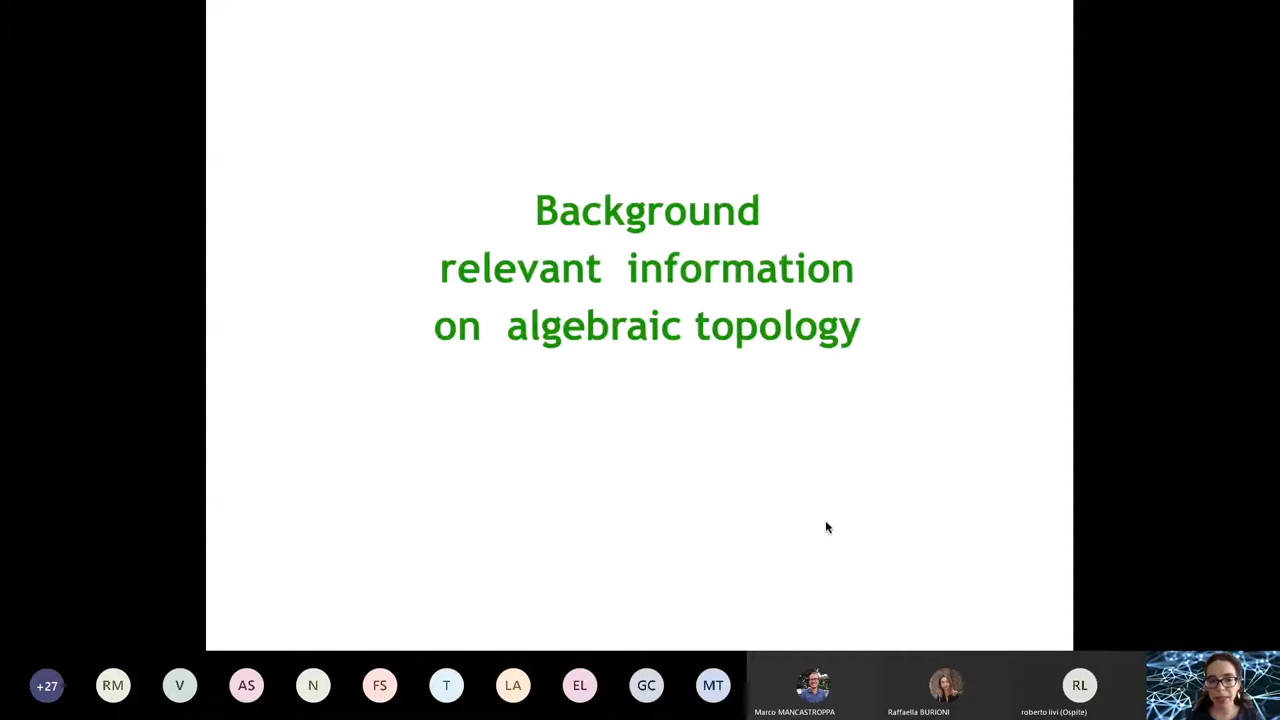 Background
relevant information
on algebraic topology
+27
RM
V
AS
N
FS
T
LA
EL
GC
MT
RL
Marco MANCASTROPPA
Raffaella BURIONI
roberto livi (Ospite)